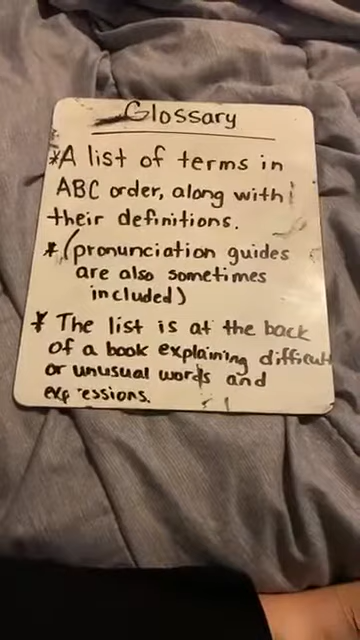 Glossary
*A list of terms in
ABC order, along with
their definitions.
*(pronunciation guides
are also sometimes
included)
* The list is at the back
of a book explaining difficult
or unusual words and
expressions.